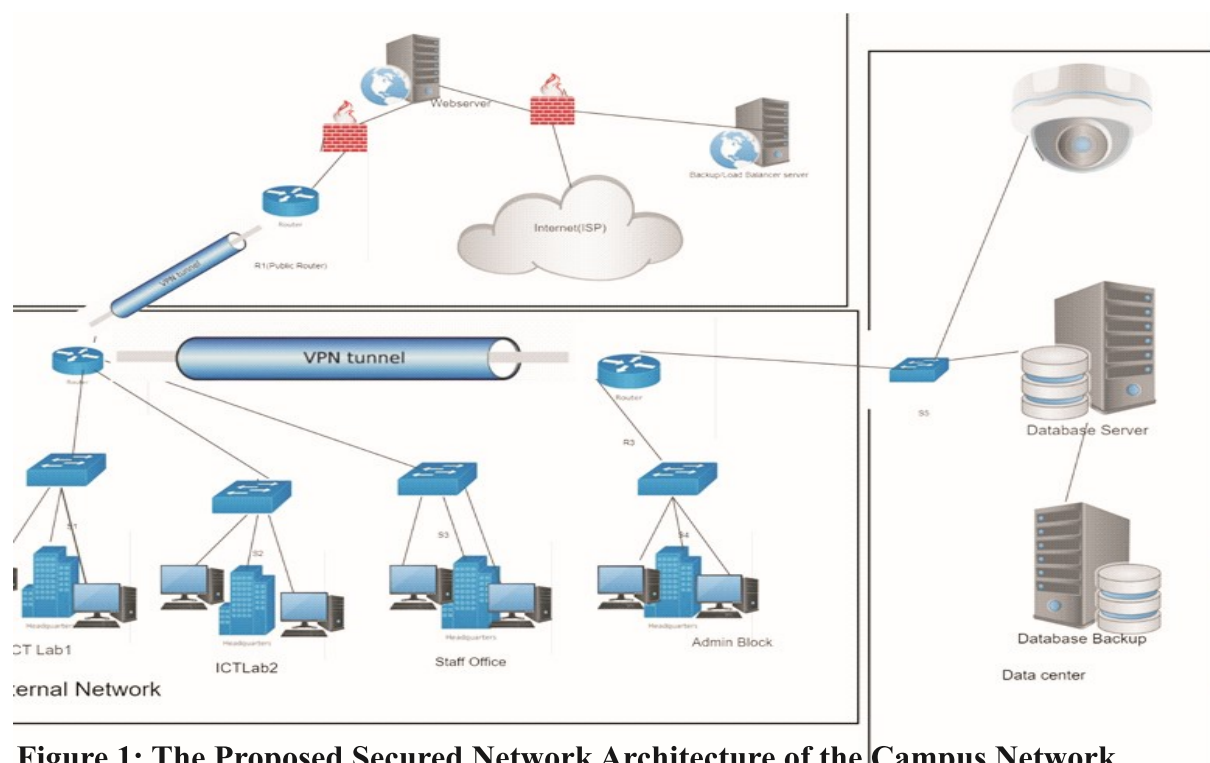 Webserver
Backup/Load Balancer server
Router
Internet(ISP)
R1(Public Router)
VPN tunnel
VPN tunnel
Router
Router
S5
Database Server
R3
S1
S2
S3
S4
Headquarters
Headquarters
Headquarters
Headquarters
CT Lab1
ICTLab2
Staff Office
Admin Block
Database Backup
Data center
ternal Network
Figure 1: The Proposed Secured Network Architecture of the Campus Network